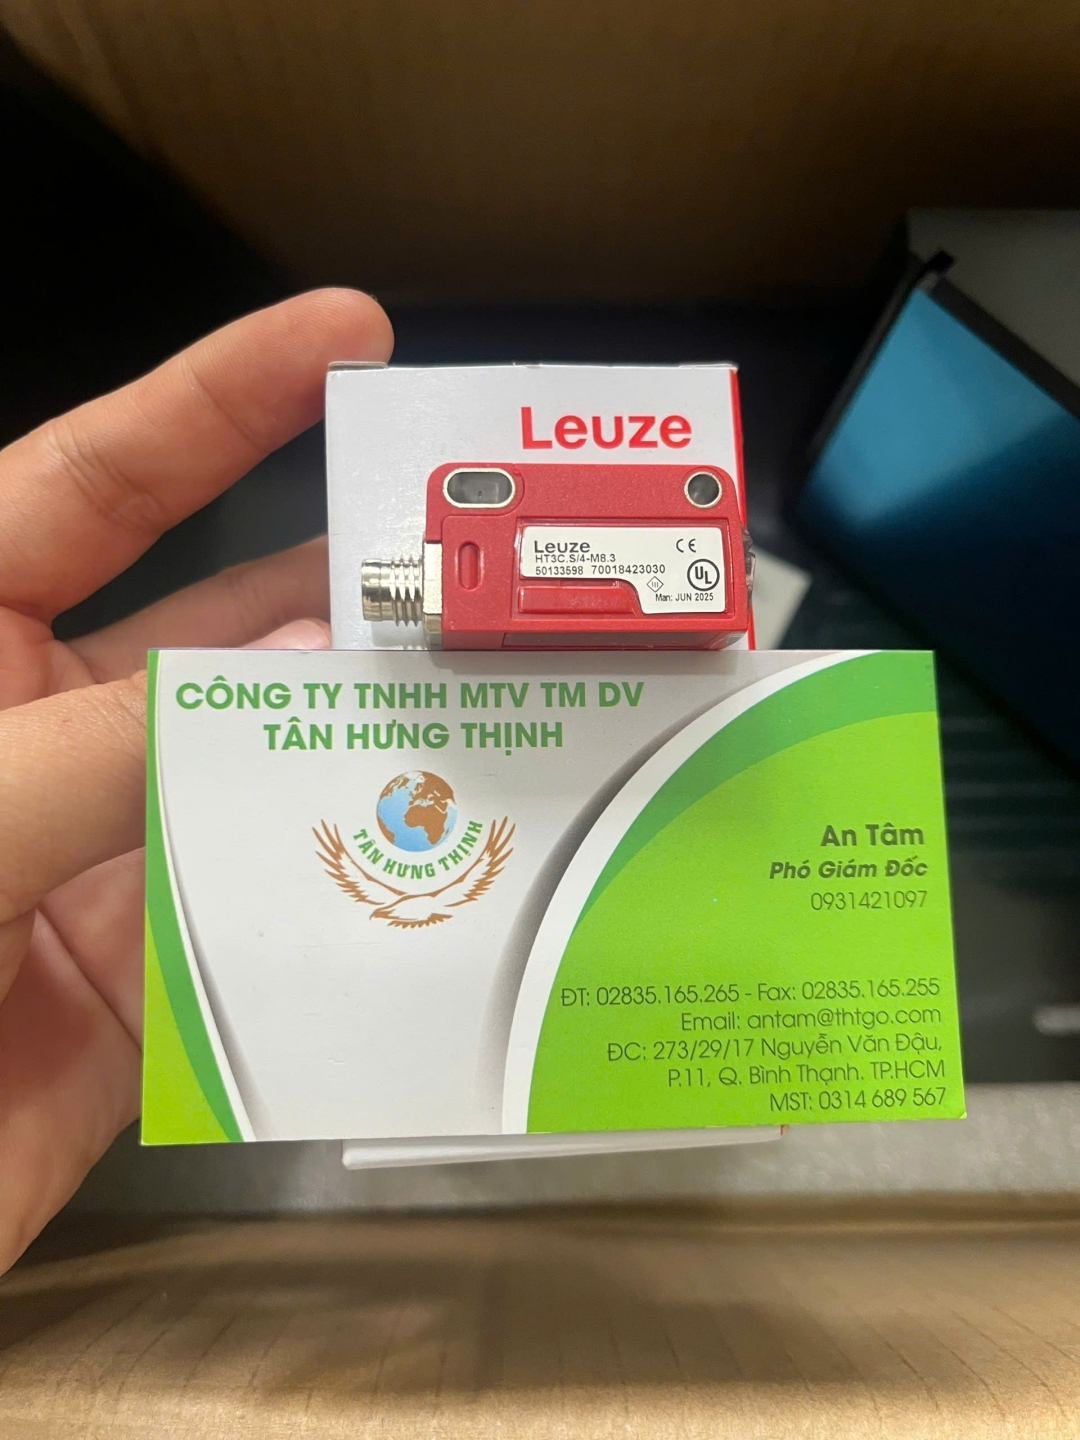 Leuze
Leuze
HT3C.S/4-M8.3
50133598 70018423030
CE
UL
Man: JUN 2025
CÔNG TY TNHH MTV TM DV
TÂN HƯNG THỊNH
TÂN HƯNG THỊNH
An Tâm
Phó Giám Đốc
0931421097
ĐT: 02835.165.265 - Fax: 02835.165.255
Email: antam@thtgo.com
ĐC: 273/29/17 Nguyễn Văn Đậu,
P.11, Q. Bình Thạnh. TP.HCM
MST: 0314 689 567